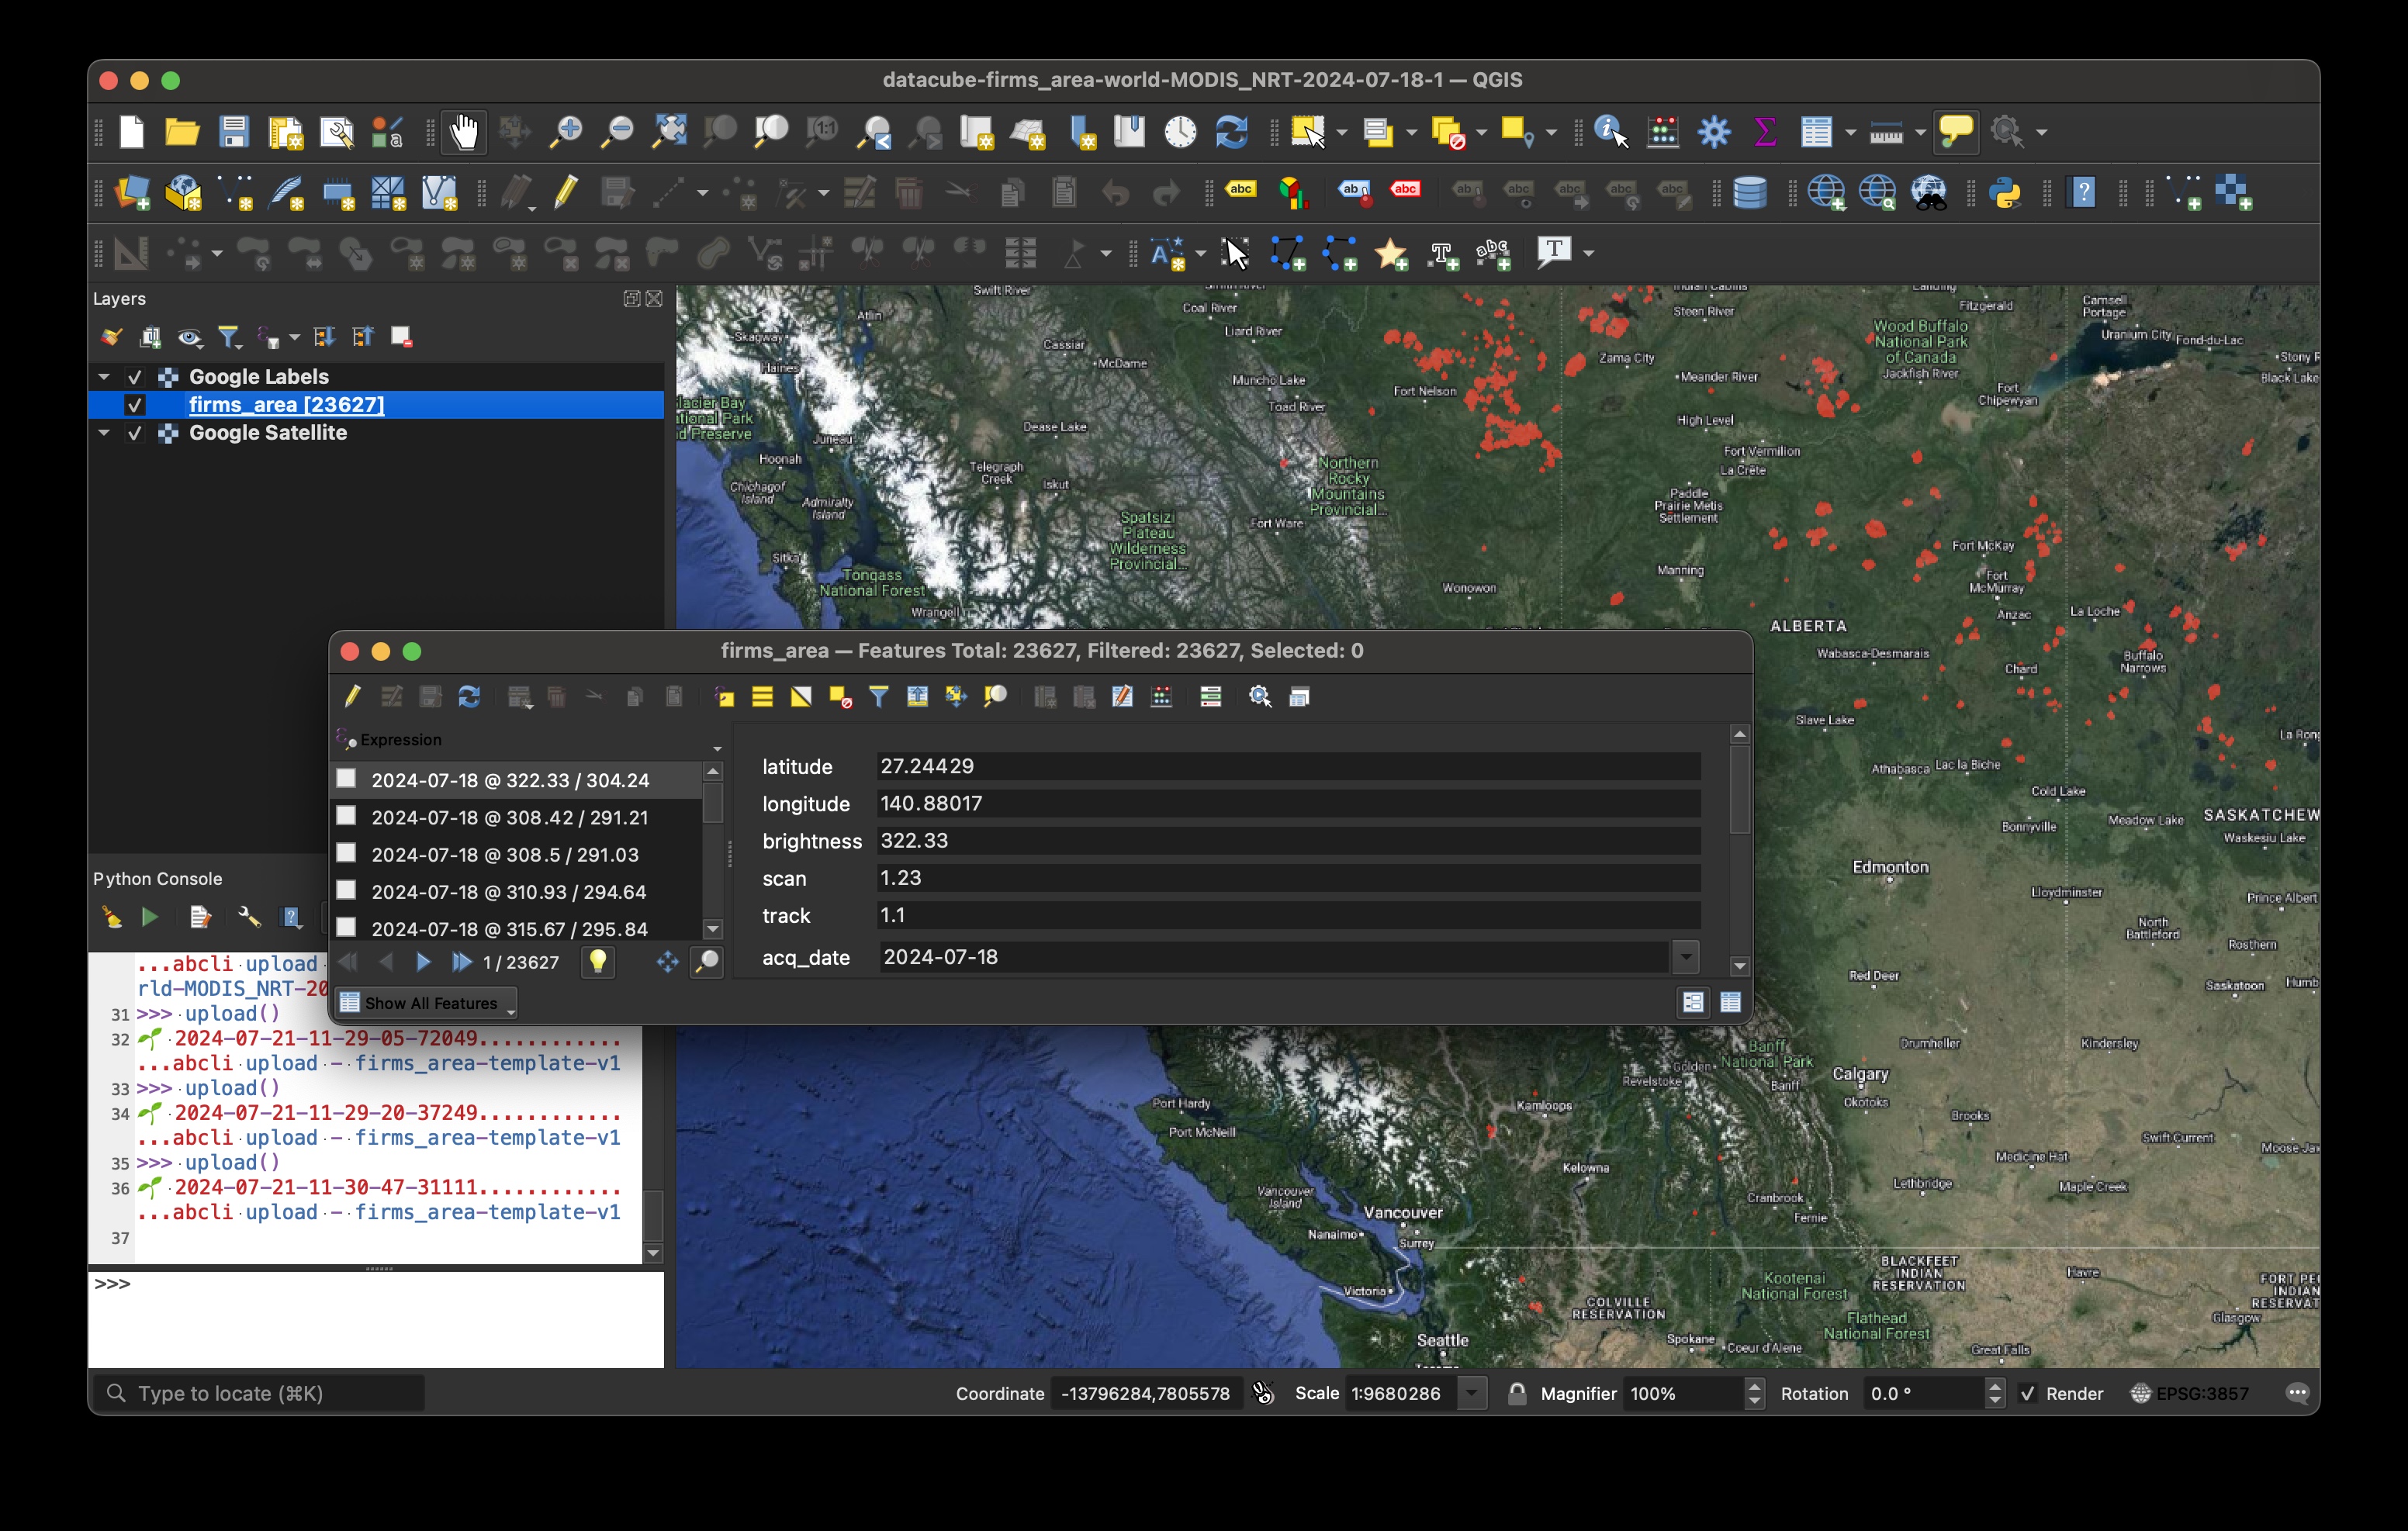 datacube-firms_area-world-MODIS_NRT-2024-07-18-1 — QGIS
Layers
Google Labels
firms_area [23627]
Google Satellite
Swift River
Coal River
Atlin
Liard River
Skagway
Cassiar
McDame
Haines
Muncho Lake
Toad River
Fort Nelson
Juneau
Dease Lake
Hoonah
Telegraph
Creek
Iskut
Chichagof
Island
Admiralty
Island
Northern
Rocky
Mountains
Provincial...
Fort Ware
Spatsizi
Plateau
Wilderness
Provincial...
Sitka
Tongass
National Forest
Wrangell
Wonowon
Steen River
Zama City
Meander River
High Level
Fort Vermilion
La Crête
Paddle
Prairie Metis
Settlement
Manning
Wood Buffalo
National Park
of Canada
Jackfish River
Fitzgerald
Camsell
Portage
Uranium City
Fond-du-Lac
Black Lake
Fort
Chipewyan
Fort McKay
Fort
McMurray
Anzac
La Loche
ALBERTA
Wabasca-Desmarais
Chard
Buffalo
Narrows
Slave Lake
Athabasca
Lac la Biche
Cold Lake
Bonnyville
Meadow Lake
SASKATCHEW
Waskesiu Lake
Edmonton
Lloydminster
Prince Albert
North
Battleford
Rosthern
Red Deer
Saskatoon
Humb
firms_area — Features Total: 23627, Filtered: 23627, Selected: 0
Expression
2024-07-18 @ 322.33 / 304.24
2024-07-18 @ 308.42 / 291.21
2024-07-18 @ 308.5 / 291.03
2024-07-18 @ 310.93 / 294.64
2024-07-18 @ 315.67 / 295.84
1 / 23627
Show All Features
latitude 27.24429
longitude 140.88017
brightness 322.33
scan 1.23
track 1.1
acq_date 2024-07-18
Python Console
...abcli upload
rld-MODIS_NRT-20
31 >>> upload()
32 2024-07-21-11-29-05-72049............
...abcli upload - firms_area-template-v1
33 >>> upload()
34 2024-07-21-11-29-20-37249............
...abcli upload - firms_area-template-v1
35 >>> upload()
36 2024-07-21-11-30-47-31111............
...abcli upload - firms_area-template-v1
37
>>>
Banff
National Park
Drumheller
Kindersley
Golden
Revelstoke
Banff
Calgary
Okotoks
Port Hardy
Kamloops
Brooks
Port McNeill
Swift Current
Moose Ja
Medicine Hat
Kelowna
Lethbridge
Maple Creek
Vancouver
Island
Cranbrook
Vancouver
Fernie
Nanaimo
Surrey
BLACKFEET
INDIAN
RESERVATION
Havre
Kootenai
National Forest
FORT PE
INDIAN
RESERVAT
Victoria
COLVILLE
RESERVATION
Glasgow
Flathead
National Forest
Seattle
Spokane
Coeur d'Alene
Great Falls
Type to locate (⌘K)
Coordinate -13796284,7805578 Scale 1:9680286 Magnifier 100% Rotation 0.0 ° Render EPSG:3857